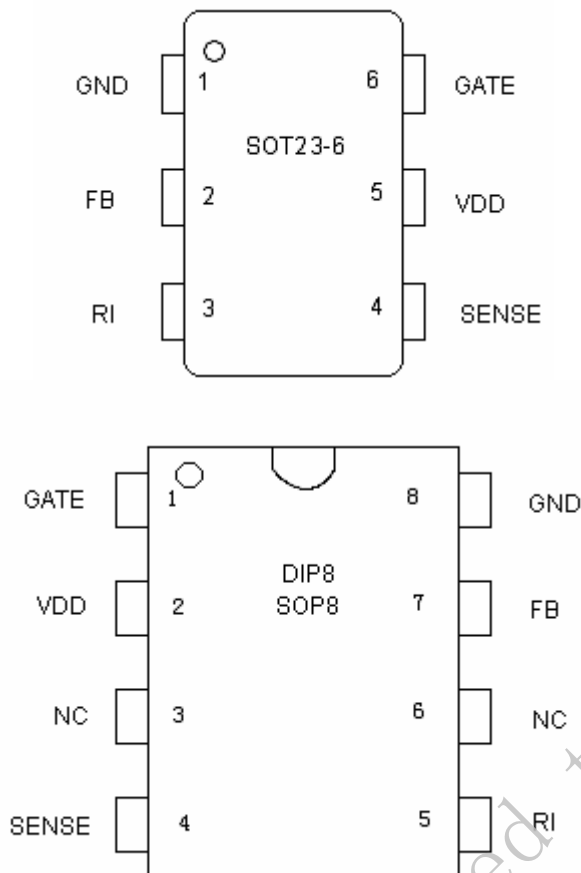 GND 1 6 GATE
SOT23-6
FB 2 5 VDD
RI 3 4 SENSE
GATE 1 8 GND
DIP8
SOP8
VDD 2 7 FB
NC 3 6 NC
SENSE 4 5 RI